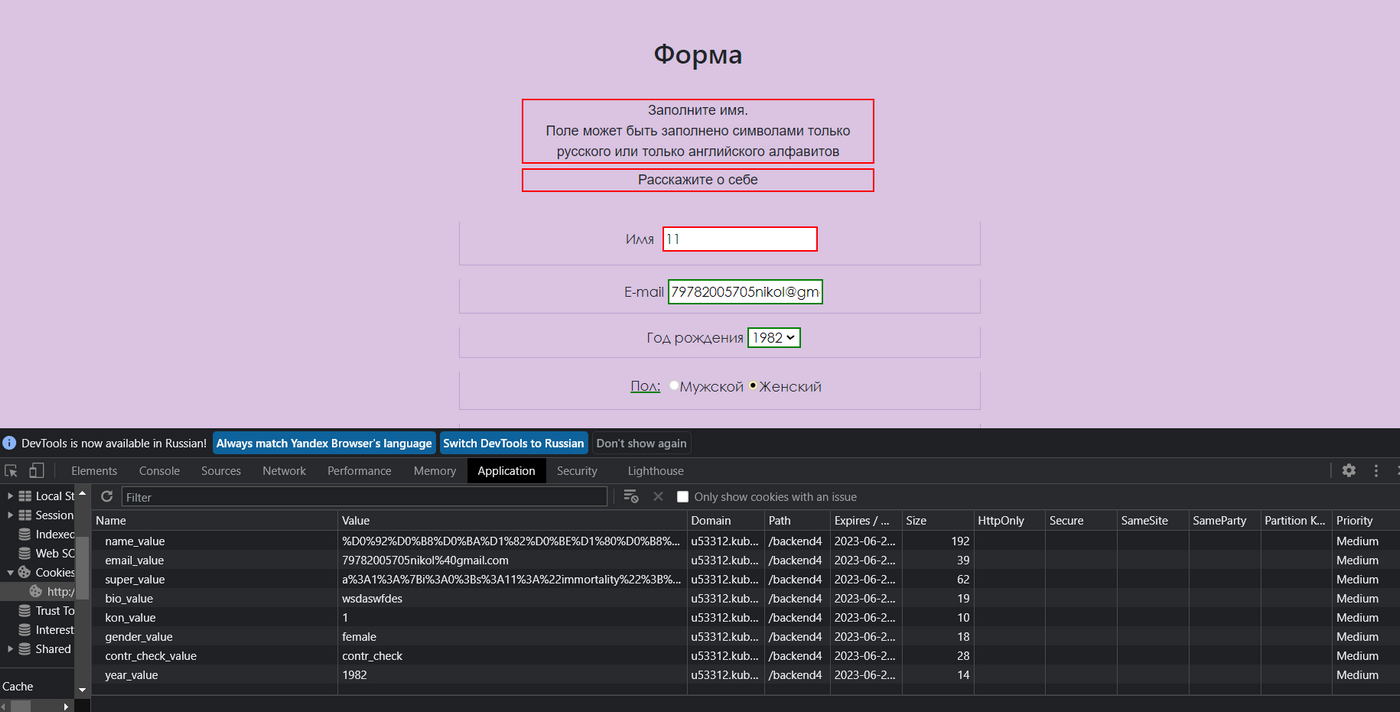 Форма
Заполните имя.
Поле может быть заполнено символами только
русского или только английского алфавитов
Расскажите о себе
Имя 11
E-mail 79782005705nikol@gm
Год рождения 1982
Пол: Мужской Женский
DevTools is now available in Russian! Always match Yandex Browser's language Switch DevTools to Russian Don't show again
Elements Console Sources Network Performance Memory Application Security Lighthouse
Local St
Session
Indexed
Web SC
Cookies
http:/
Trust To
Interest
Shared
Cache
Filter Only show cookies with an issue
Name Value Domain Path Expires / ... Size HttpOnly Secure SameSite SameParty Partition K... Priority
name_value %D0%92%D0%B8%D0%BA%D1%82%D0%BE%D1%80%D0%B8%... u53312.kub... /backend4 2023-06-2... 192 Medium
email_value 79782005705nikol%40gmail.com u53312.kub... /backend4 2023-06-2... 39 Medium
super_value a%3A1%3A%7Bi%3A0%3Bs%3A11%3A%22immortality%22%3B%... u53312.kub... /backend4 2023-06-2... 62 Medium
bio_value wsdaswfdes u53312.kub... /backend4 2023-06-2... 19 Medium
kon_value 1 u53312.kub... /backend4 2023-06-2... 10 Medium
gender_value female u53312.kub... /backend4 2023-06-2... 18 Medium
contr_check_value contr_check u53312.kub... /backend4 2023-06-2... 28 Medium
year_value 1982 u53312.kub... /backend4 2023-06-2... 14 Medium